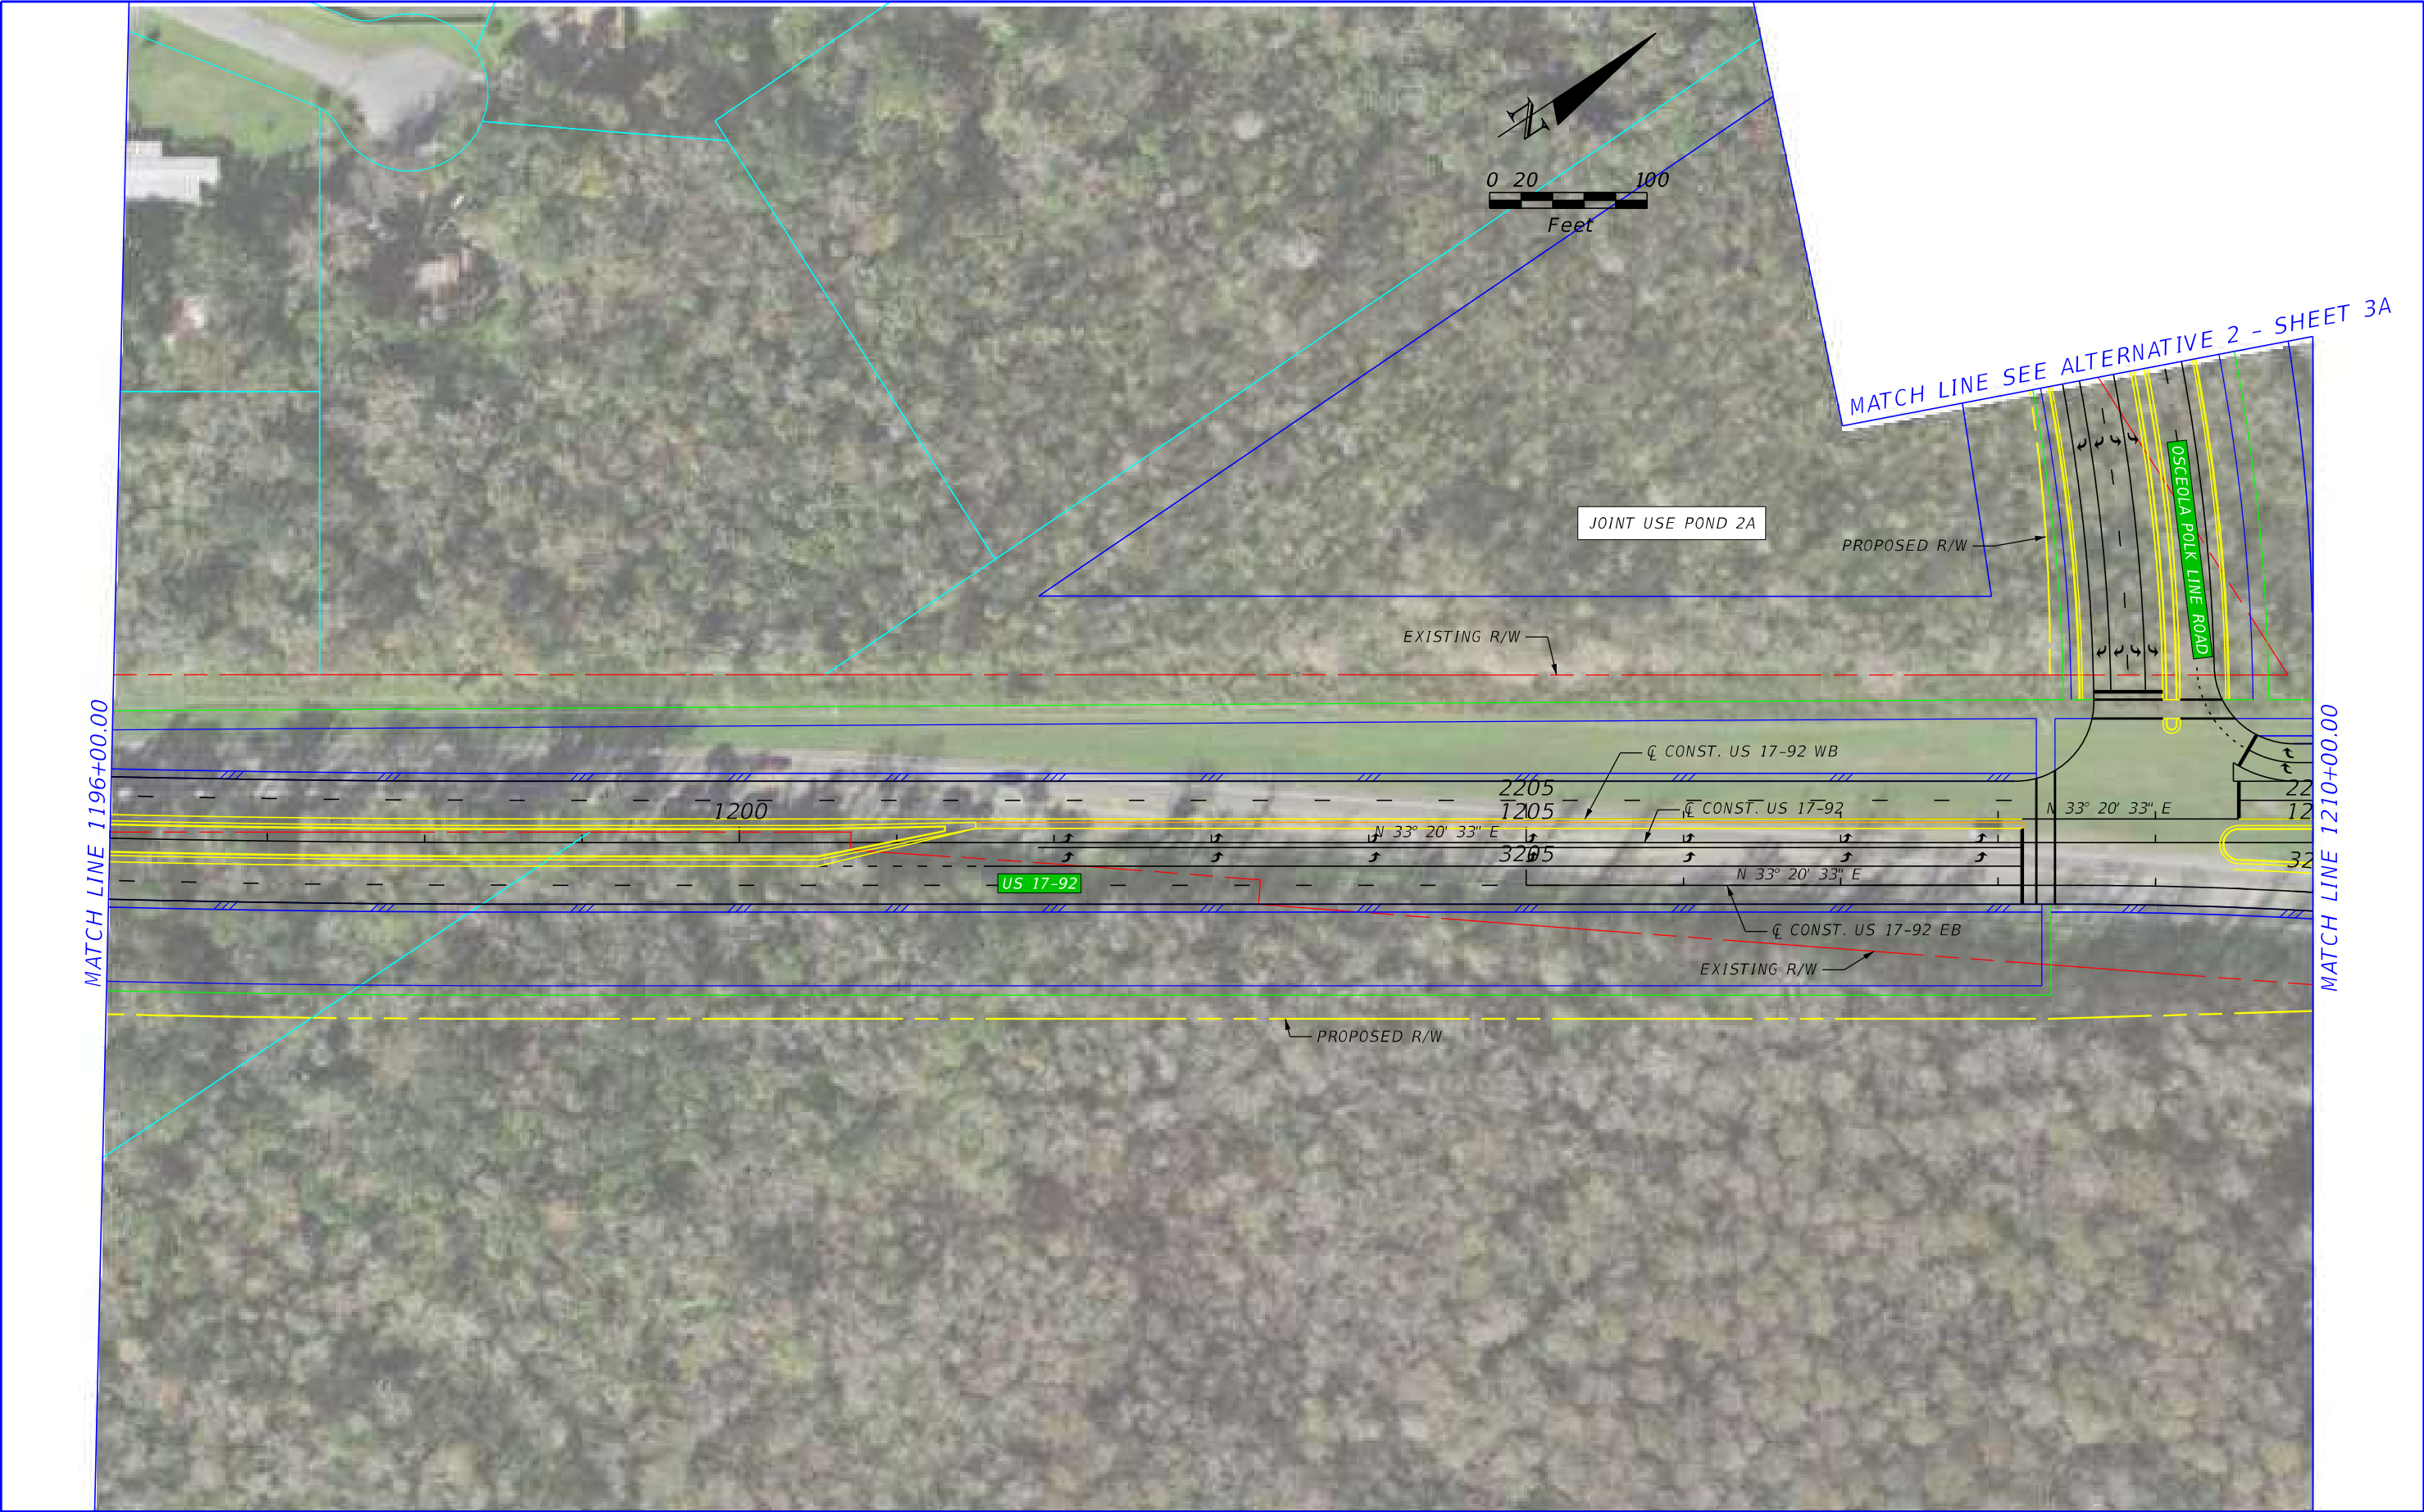 N
0 20 100
Feet
MATCH LINE SEE ALTERNATIVE 2 - SHEET 3A
JOINT USE POND 2A
PROPOSED R/W
OSCEOLA POLK LINE ROAD
EXISTING R/W
MATCH LINE 1196+00.00
MATCH LINE 1210+00.00
℄ CONST. US 17-92 WB
2205
22
1200
1205
℄ CONST. US 17-92
N 33° 20' 33" E
12
N 33° 20' 33" E
3205
32
N 33° 20' 33" E
US 17-92
℄ CONST. US 17-92 EB
EXISTING R/W
PROPOSED R/W